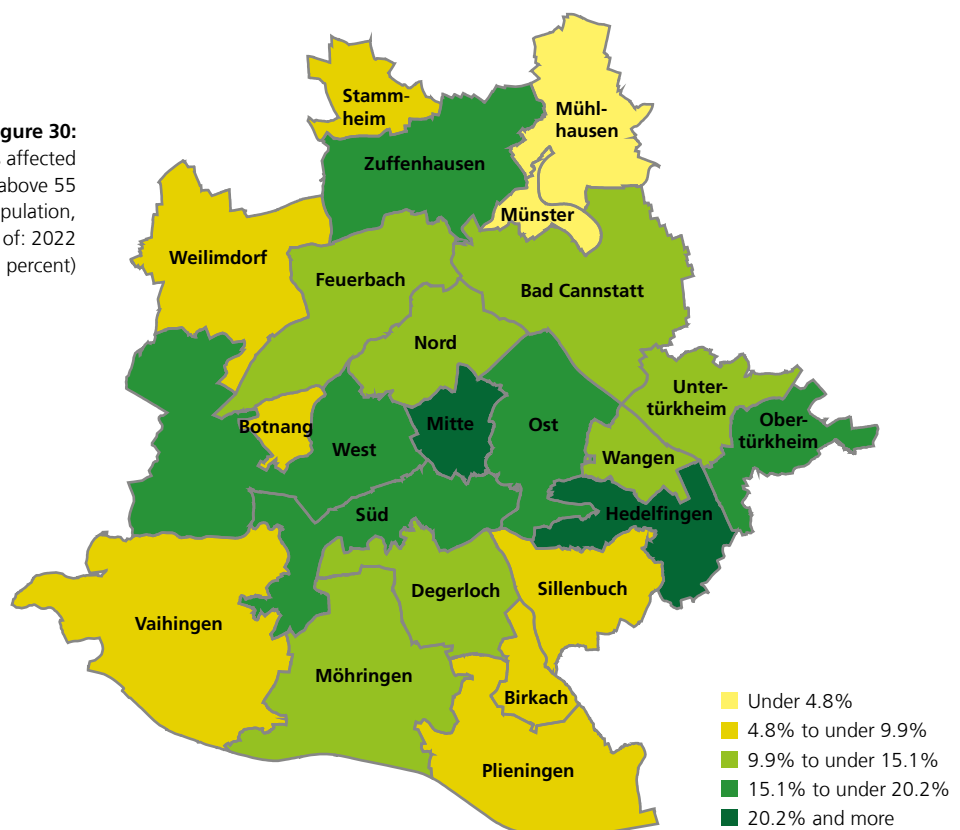 gure 30:
affected
above 55
pulation,
of: 2022
percent)
Stamm-
heim
Mühl-
hausen
Zuffenhausen
Münster
Weilimdorf
Feuerbach
Bad Cannstatt
Nord
Unter-
türkheim
Ober-
türkheim
Botnang
Mitte
Ost
West
Wangen
Süd
Hedelfingen
Degerloch
Sillenbuch
Vaihingen
Möhringen
Birkach
Plieningen
Under 4.8%
4.8% to under 9.9%
9.9% to under 15.1%
15.1% to under 20.2%
20.2% and more